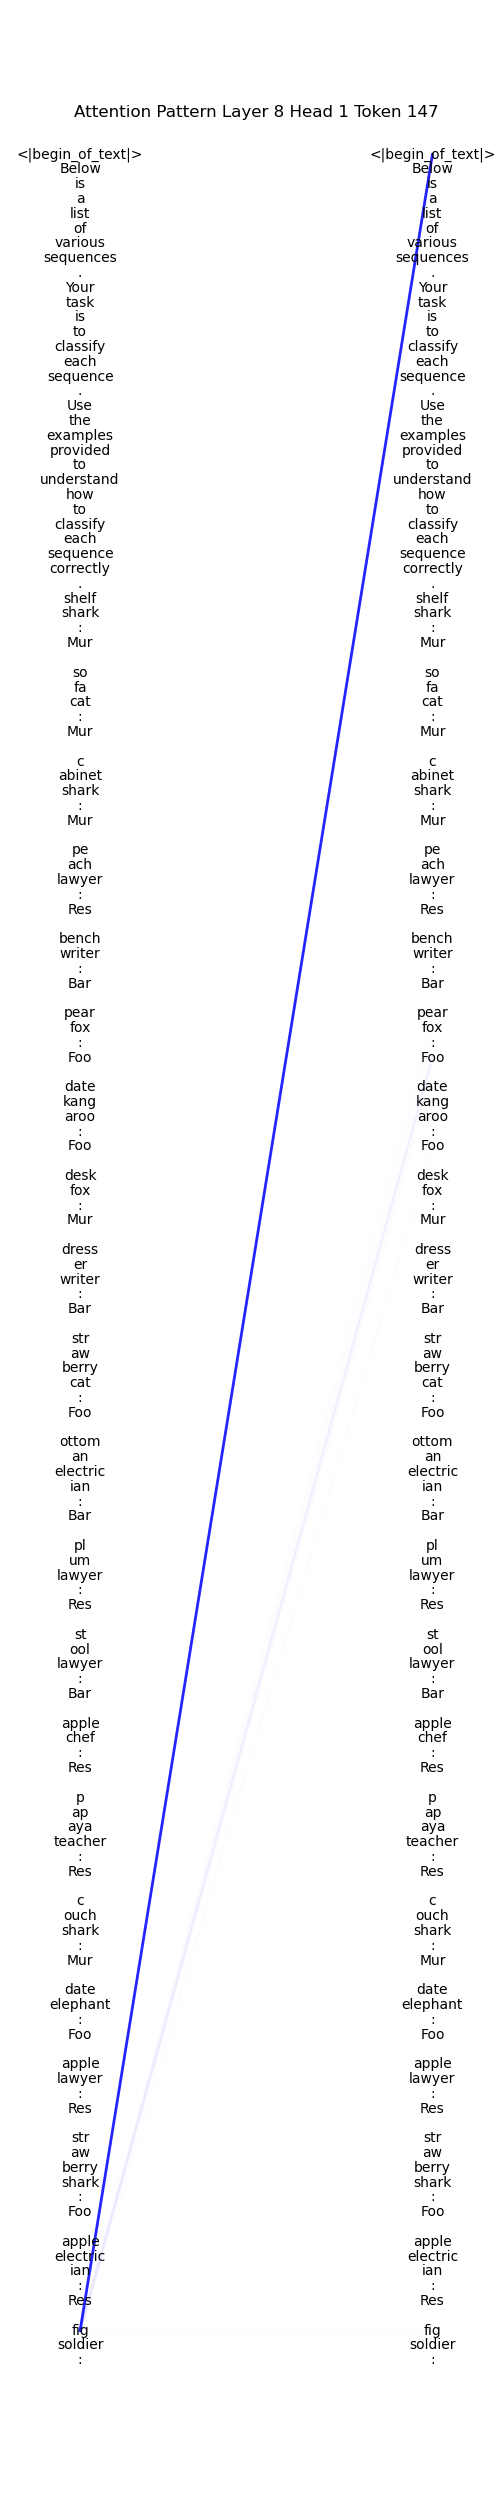 Attention Pattern Layer 8 Head 1 Token 147
<|begin_of_text|>
Below
is
a
list
of
various
sequences
.
Your
task
is
to
classify
each
sequence
.
Use
the
examples
provided
to
understand
how
to
classify
each
sequence
correctly
.
shelf
shark
:
Mur
so
fa
cat
:
Mur
c
abinet
shark
:
Mur
pe
ach
lawyer
:
Res
bench
writer
:
Bar
pear
fox
:
Foo
date
kang
aroo
:
Foo
desk
fox
:
Mur
dress
er
writer
:
Bar
str
aw
berry
cat
:
Foo
ottom
an
electric
ian
:
Bar
pl
um
lawyer
:
Res
st
ool
lawyer
:
Bar
apple
chef
:
Res
p
ap
aya
teacher
:
Res
c
ouch
shark
:
Mur
date
elephant
:
Foo
apple
lawyer
:
Res
str
aw
berry
shark
:
Foo
apple
electric
ian
:
Res
fig
soldier
:
<|begin_of_text|>
Below
is
a
list
of
various
sequences
.
Your
task
is
to
classify
each
sequence
.
Use
the
examples
provided
to
understand
how
to
classify
each
sequence
correctly
.
shelf
shark
:
Mur
so
fa
cat
:
Mur
c
abinet
shark
:
Mur
pe
ach
lawyer
:
Res
bench
writer
:
Bar
pear
fox
:
Foo
date
kang
aroo
:
Foo
desk
fox
:
Mur
dress
er
writer
:
Bar
str
aw
berry
cat
:
Foo
ottom
an
electric
ian
:
Bar
pl
um
lawyer
:
Res
st
ool
lawyer
:
Bar
apple
chef
:
Res
p
ap
aya
teacher
:
Res
c
ouch
shark
:
Mur
date
elephant
:
Foo
apple
lawyer
:
Res
str
aw
berry
shark
:
Foo
apple
electric
ian
:
Res
fig
soldier
: